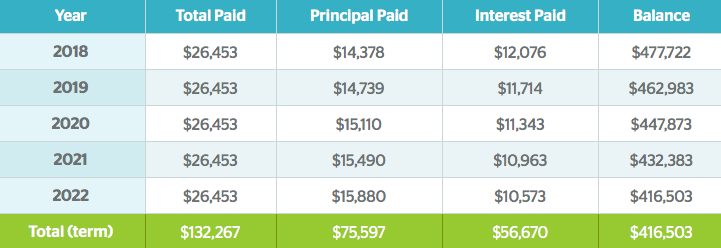 Year Total Paid Principal Paid Interest Paid Balance
2018 $26,453 $14,378 $12,076 $477,722
2019 $26,453 $14,739 $11,714 $462,983
2020 $26,453 $15,110 $11,343 $447,873
2021 $26,453 $15,490 $10,963 $432,383
2022 $26,453 $15,880 $10,573 $416,503
Total (term) $132,267 $75,597 $56,670 $416,503